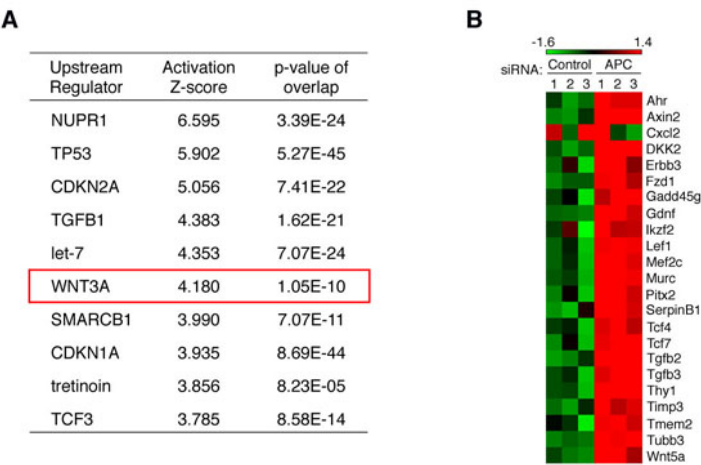 A
Upstream Regulator Activation Z-score p-value of overlap
NUPR1 6.595 3.39E-24
TP53 5.902 5.27E-45
CDKN2A 5.056 7.41E-22
TGFB1 4.383 1.62E-21
let-7 4.353 7.07E-24
WNT3A 4.180 1.05E-10
SMARCB1 3.990 7.07E-11
CDKN1A 3.935 8.69E-44
tretinoin 3.856 8.23E-05
TCF3 3.785 8.58E-14
B
-1.6 1.4
siRNA: Control APC
1 2 3 1 2 3
Ahr
Axin2
Cxcl2
DKK2
Erbb3
Fzd1
Gadd45g
Gdnf
Ikzf2
Lef1
Mef2c
Murc
Pitx2
SerpinB1
Tcf4
Tcf7
Tgfb2
Tgfb3
Thy1
Timp3
Tmem2
Tubb3
Wnt5a